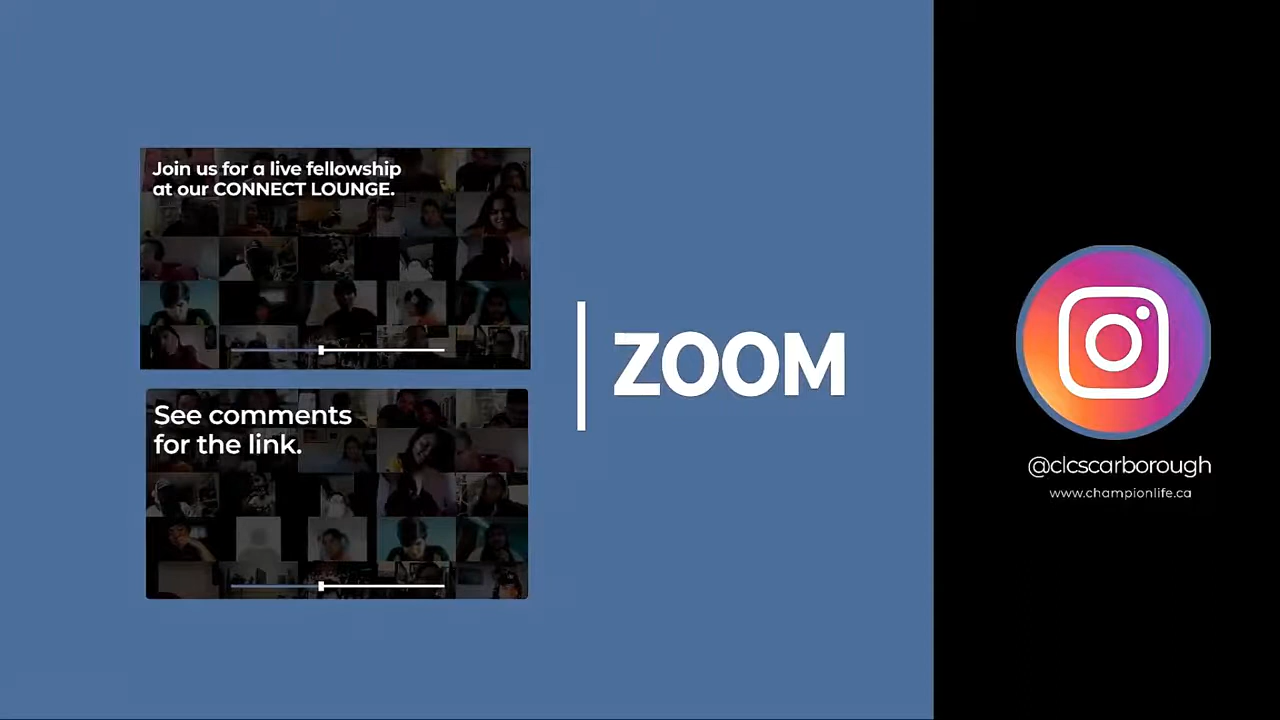 Join us for a live fellowship
at our CONNECT LOUNGE.
See comments
for the link.
ZOOM
@clcscarborough
www.championlife.ca